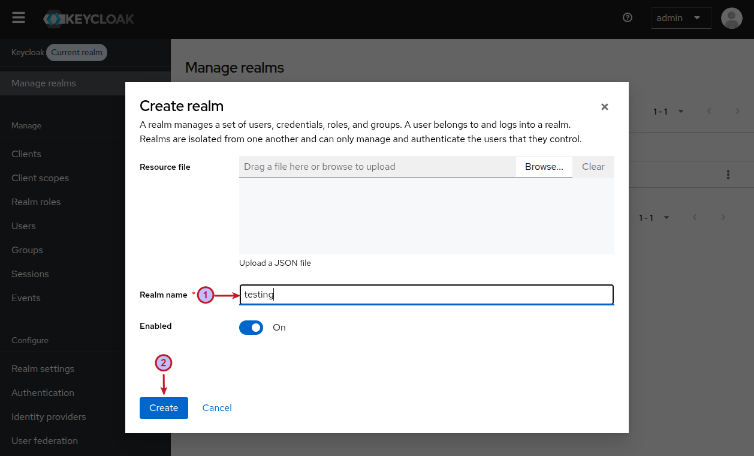 KEYCLOAK
admin
Keycloak Current realm
Manage realms
Manage realms
1-1
Manage
Clients
Client scopes
Realm roles
Users
Groups
Sessions
Events
Configure
Realm settings
Authentication
Identity providers
User federation
1-1
Create realm
A realm manages a set of users, credentials, roles, and groups. A user belongs to and logs into a realm.
Realms are isolated from one another and can only manage and authenticate the users that they control.
Resource file
Drag a file here or browse to upload
Browse...
Clear
Upload a JSON file
Realm name *
1
testing
Enabled
On
2
Create
Cancel